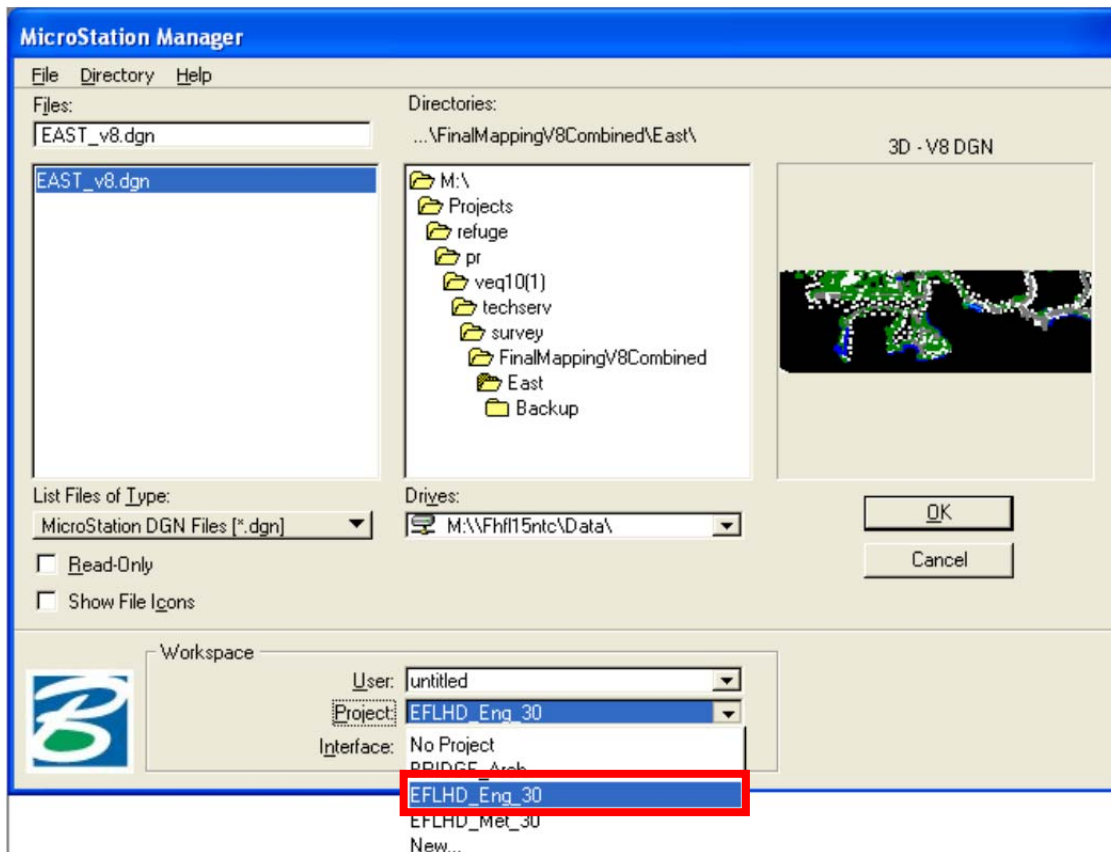 MicroStation Manager
File Directory Help
Files:
EAST_v8.dgn
EAST_v8.dgn
List Files of Type:
MicroStation DGN Files [*.dgn]
Read-Only
Show File Icons
Directories:
...\FinalMappingV8Combined\East\
M:\
Projects
refuge
pr
veq10(1)
techserv
survey
FinalMappingV8Combined
East
Backup
Drives:
M:\\Fhfl15ntc\Data\
3D - V8 DGN
OK
Cancel
Workspace
User: untitled
Project: EFLHD_Eng_30
Interface:
No Project
BRIDGE_Arch
EFLHD_Eng_30
EFLHD_Met_30
New...